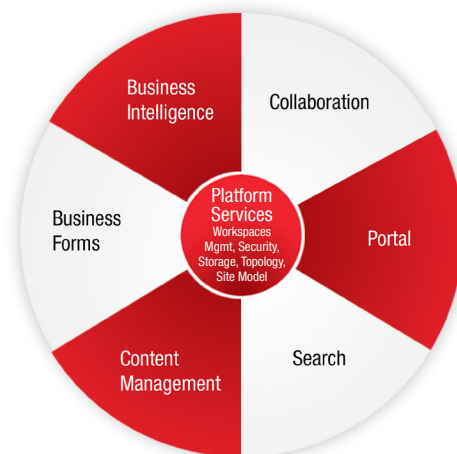 Business
Intelligence
Collaboration
Platform
Services
Workspaces
Mgmt, Security,
Storage, Topology,
Site Model
Business
Forms
Portal
Content
Management
Search